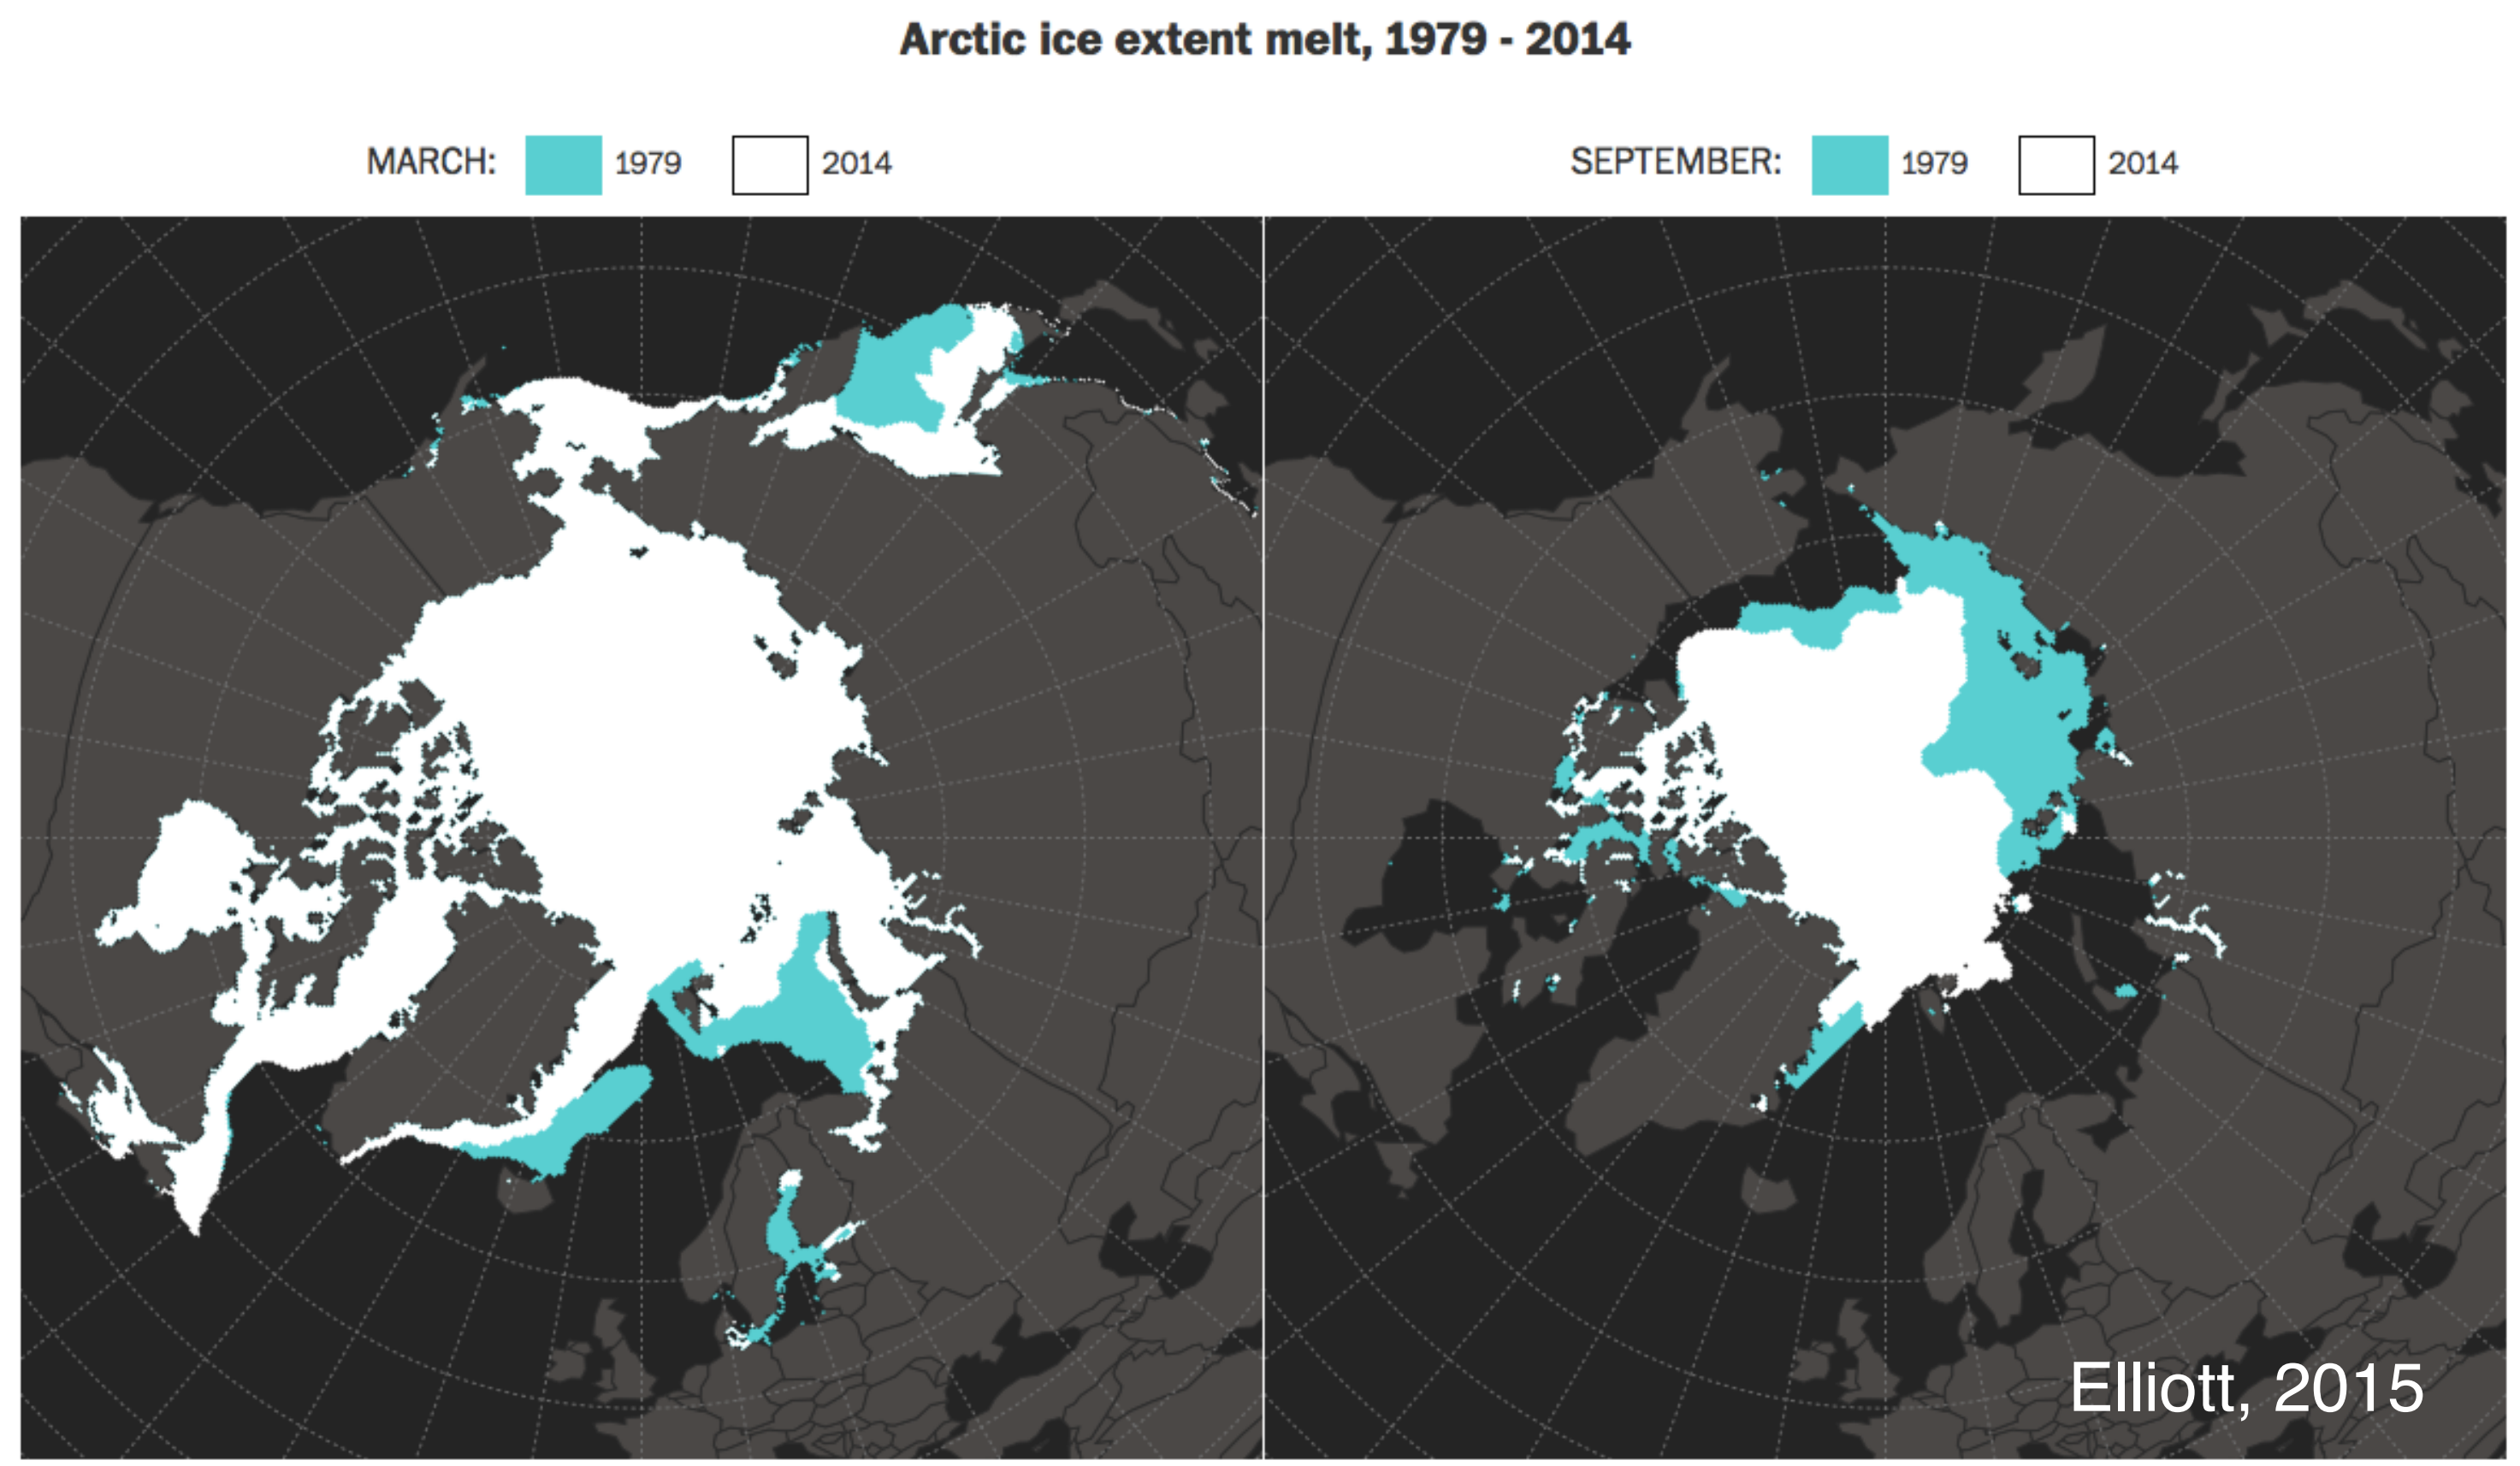 Arctic ice extent melt, 1979 - 2014
MARCH: 1979 2014
SEPTEMBER: 1979 2014
Elliott, 2015